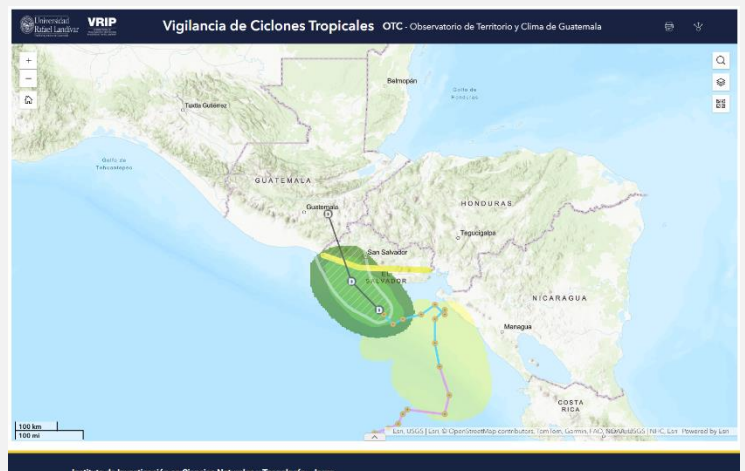 Universidad
Rafael Landívar
VRIP
Vigilancia de Ciclones Tropicales OTC - Observatorio de Territorio y Clima de Guatemala
Belmopán
Golfo de
Honduras
Tuxtla Gutiérrez
Golfo de
Tehuantepec
GUATEMALA
Guatemala
HONDURAS
Tegucigalpa
San Salvador
EL
SALVADOR
NICARAGUA
Managua
COSTA
RICA
100 km
100 mi
Esri, USGS | Esri, © OpenStreetMap contributors, TomTom, Garmin, FAO, NOAA, USGS | NHC, Esri Powered by Esri